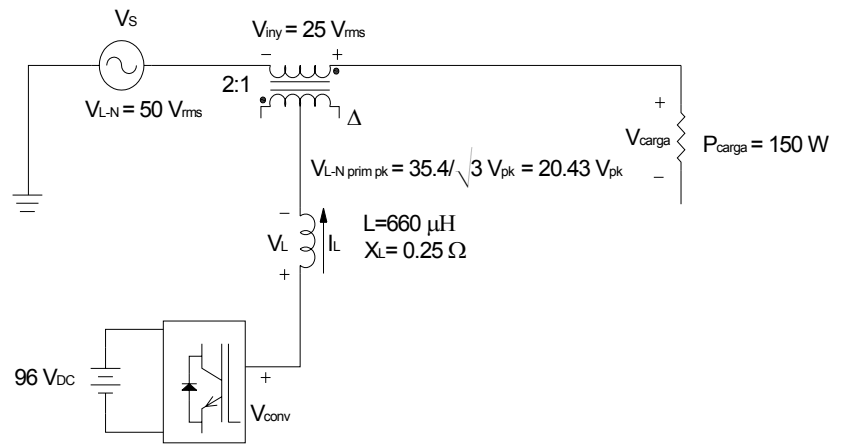 VS
Viny = 25 Vrms
− +
2:1
VL-N = 50 Vrms
Δ
+
Vcarga
−
Pcarga = 150 W
VL-N prim pk = 35.4/√3 Vpk = 20.43 Vpk
−
VL
IL
+
L=660 μH
XL= 0.25 Ω
96 VDC
+
Vconv